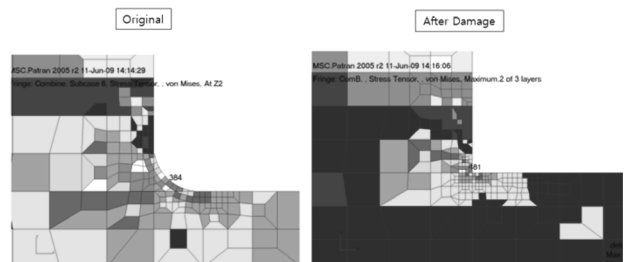 Original
After Damage
MSC.Patran 2005 r2 11-Jun-09 14:14:29
Fringe: Combine, Subcase 6, Stress Tensor, , von Mises, At Z2
384
MSC.Patran 2005 r2 11-Jun-09 14:16:06
Fringe: ComB, , Stress Tensor, , von Mises, Maximum,2 of 3 layers
481